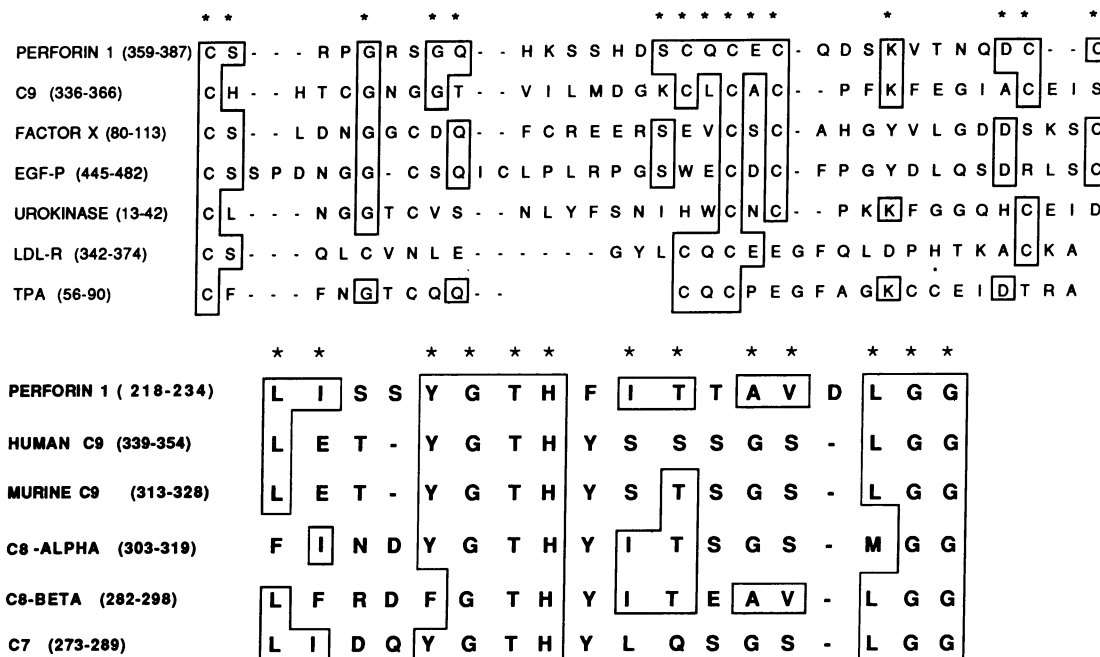 * * * * * * * * * * * * * * *
PERFORIN 1 (359-387) C S - - - R P G R S G Q - - H K S S H D S C Q C E C - Q D S K V T N Q D C - - C
C9 (336-366) C H - - H T C G N G G T - - V I L M D G K C L C A C - - P F K F E G I A C E I S
FACTOR X (80-113) C S - - L D N G G C D Q - - F C R E E R S E V C S C - A H G Y V L G D D S K S C
EGF-P (445-482) C S S P D N G G - C S Q I C L P L R P G S W E C D C - F P G Y D L Q S D R L S C
UROKINASE (13-42) C L - - - N G G T C V S - - N L Y F S N I H W C N C - - P K K F G G Q H C E I D
LDL-R (342-374) C S - - Q L C V N L E - - - - - - G Y L C Q C E E G F Q L D P H T K A C K A
TPA (56-90) C F - - - F N G T C Q Q - - C Q C P E G F A G K C C E I D T R A
* * * * * * * * * * * * *
PERFORIN 1 ( 218-234) L I S S Y G T H F I T T A V D L G G
HUMAN C9 (339-354) L E T - Y G T H Y S S S G S - L G G
MURINE C9 (313-328) L E T - Y G T H Y S T S G S - L G G
C8 -ALPHA (303-319) F I N D Y G T H Y I T S G S - M G G
C8-BETA (282-298) L F R D F G T H Y I T E A V - L G G
C7 (273-289) L I D Q Y G T H Y L Q S G S - L G G